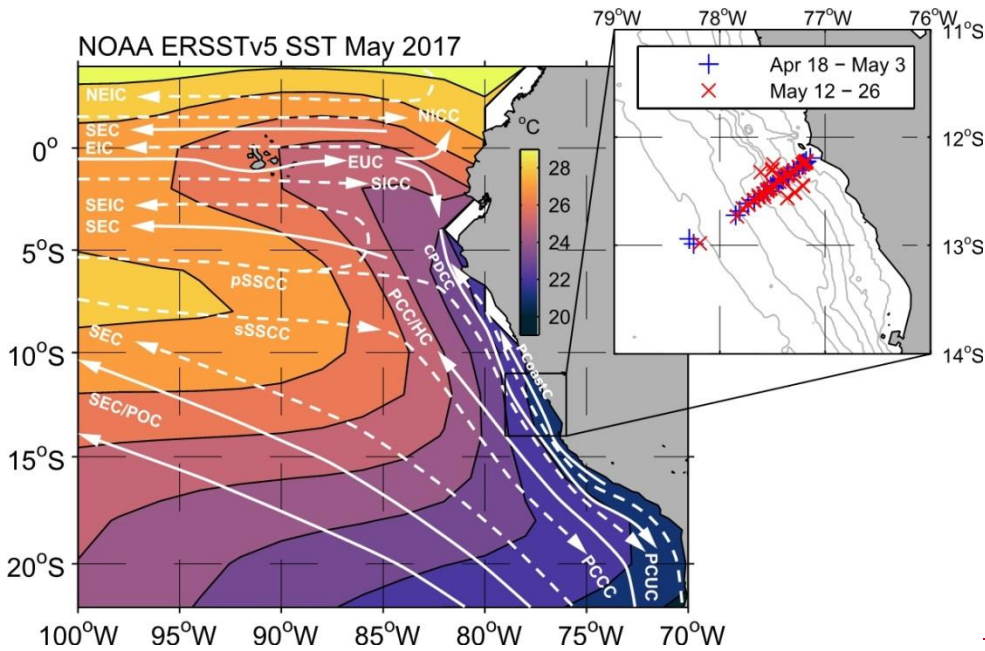 NOAA ERSSTv5 SST May 2017
79°W 78°W 77°W 76°W
11°S
12°S
13°S
14°S
Apr 18 – May 3
May 12 – 26
°C
28
26
24
22
20
NEIC
NICC
SEC
EIC
EUC
SICC
SEIC
SEC
pSSCC
sSSCC
SEC
SEC/POC
CPDCC
PCC/HC
PCoastC
PCCC
PCUC
0°
5°S
10°S
15°S
20°S
100°W 95°W 90°W 85°W 80°W 75°W 70°W